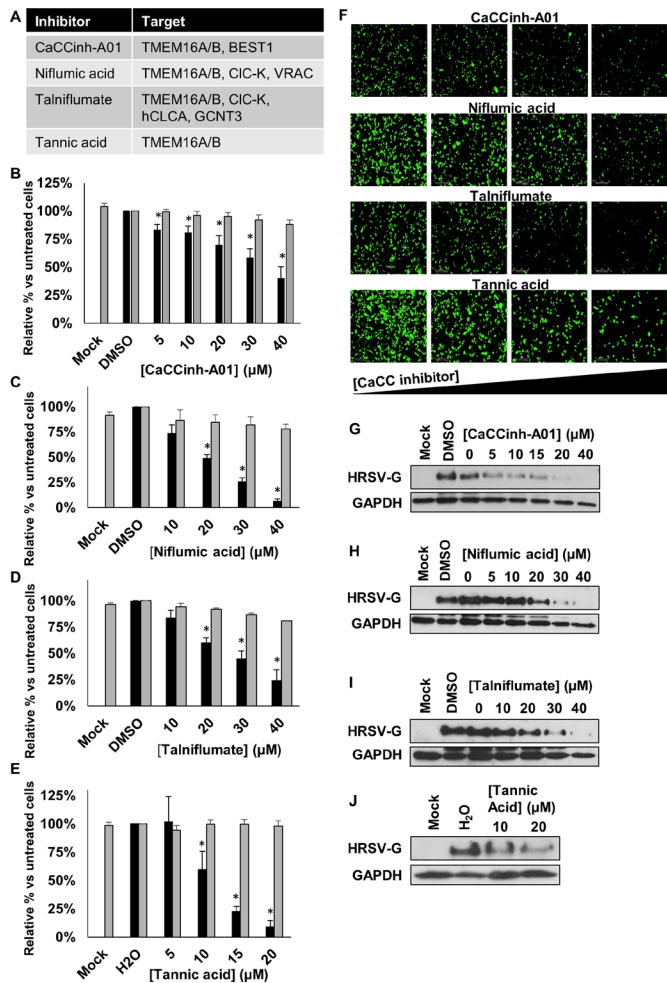 A
Inhibitor Target
CaCCinh-A01 TMEM16A/B, BEST1
Niflumic acid TMEM16A/B, ClC-K, VRAC
Talniflumate TMEM16A/B, ClC-K,
hCLCA, GCNT3
Tannic acid TMEM16A/B
B
Relative % vs untreated cells
125%
100%
75%
50%
25%
0%
* * * * *
Mock DMSO 5 10 20 30 40
[CaCCinh-A01] (µM)
C
Relative % vs untreated cells
125%
100%
75%
50%
25%
0%
* * *
Mock DMSO 10 20 30 40
[Niflumic acid] (µM)
D
Relative % vs untreated cells
100%
75%
50%
25%
0%
* * *
Mock DMSO 10 20 30 40
[Talniflumate] (µM)
E
Relative % vs untreated cells
125%
100%
75%
50%
25%
0%
* * *
Mock H2O 5 10 15 20
[Tannic acid] (µM)
F
CaCCinh-A01
Niflumic acid
Talniflumate
Tannic acid
[CaCC inhibitor]
G
Mock DMSO [CaCCinh-A01] (µM)
0 5 10 15 20 40
HRSV-G
GAPDH
H
Mock DMSO [Niflumic acid] (µM)
0 5 10 20 30 40
HRSV-G
GAPDH
I
Mock DMSO [Talniflumate] (µM)
0 5 10 20 30 40
HRSV-G
GAPDH
J
Mock H₂O [Tannic
Acid] (µM)
10 20
HRSV-G
GAPDH